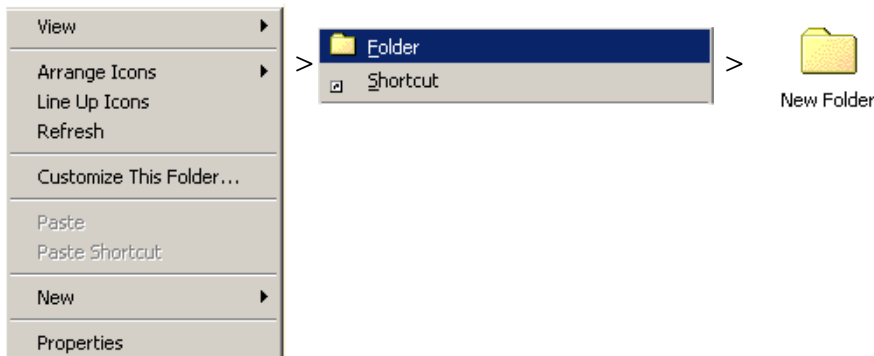 View
Arrange Icons
Line Up Icons
Refresh
Customize This Folder...
Paste
Paste Shortcut
New
Properties
>
Folder
Shortcut
>
New Folder